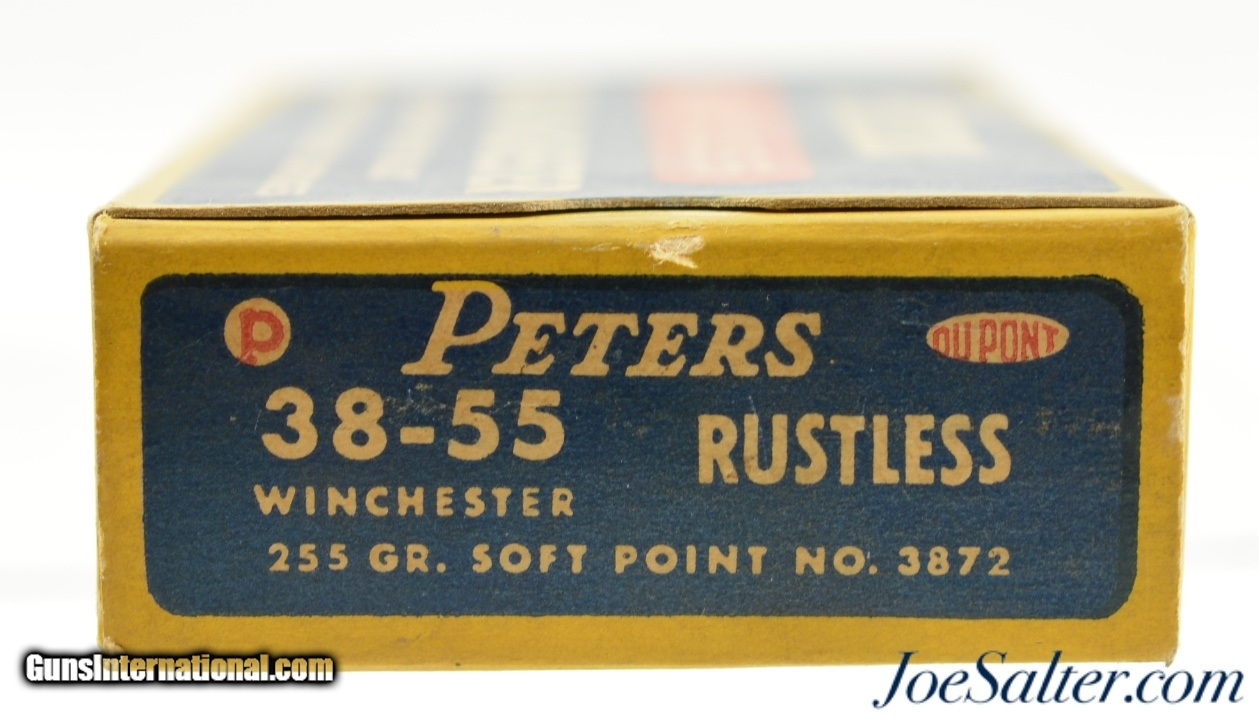 P PETERS DU PONT
38-55 RUSTLESS
WINCHESTER
255 GR. SOFT POINT NO. 3872
GunsInternational.com
JoeSalter.com